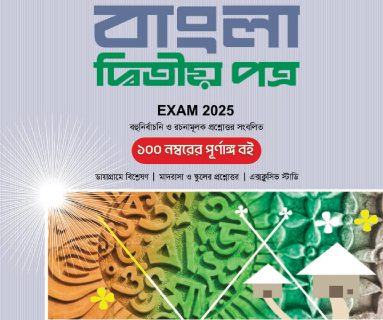 বাংলা
দ্বিতীয় পত্র
EXAM 2025
বহুনির্বাচনি ও রচনামূলক প্রশ্নোত্তর সংবলিত
১০০ নম্বরের পূর্ণাঙ্গ বই
ডায়াগ্রামে বিশ্লেষণ | মাদরাসা ও স্কুলের প্রশ্নোত্তর | এক্সক্লুসিভ স্টাডি